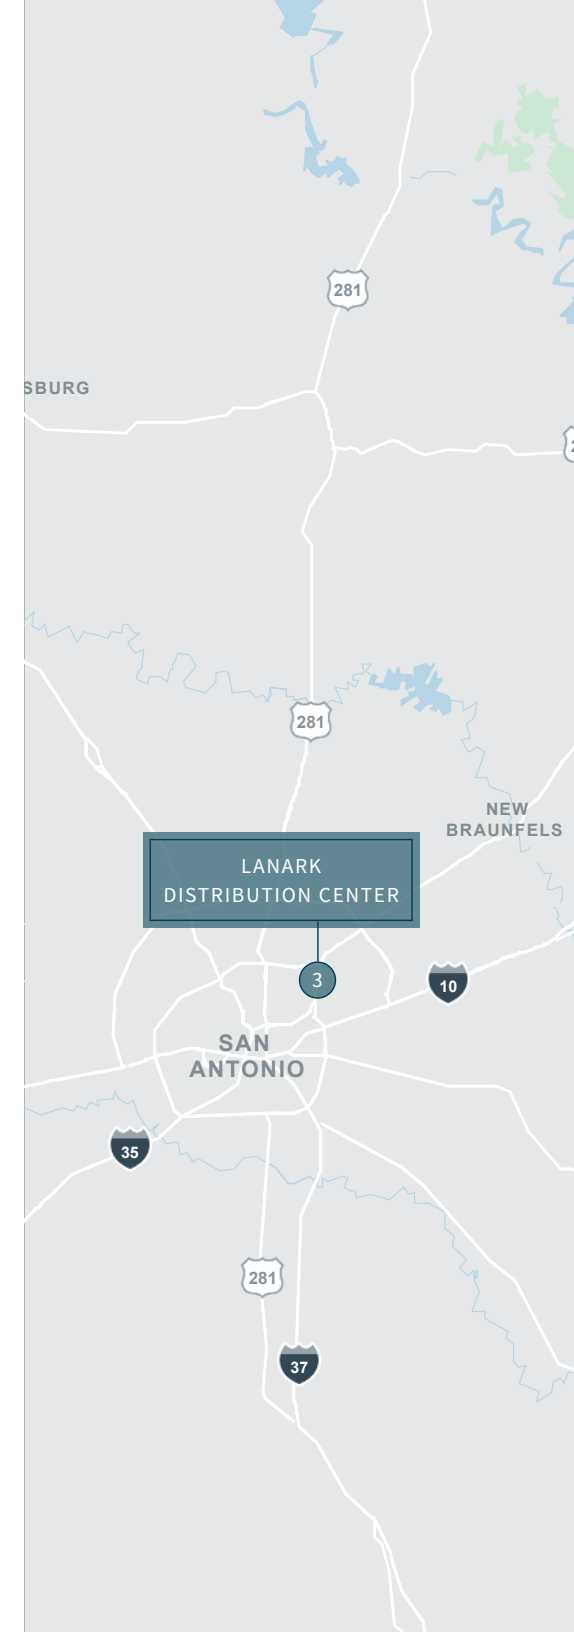 281
SBURG
281
NEW
BRAUNFELS
LANARK
DISTRIBUTION CENTER
3
10
SAN
ANTONIO
35
281
37